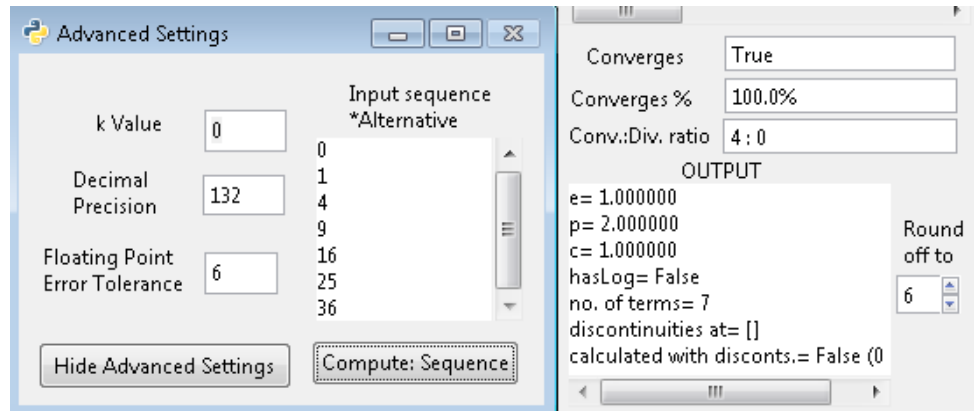 Advanced Settings
k Value
0
Decimal
Precision
132
Floating Point
Error Tolerance
6
Input sequence
*Alternative
0
1
4
9
16
25
36
Hide Advanced Settings
Compute: Sequence
Converges
True
Converges %
100.0%
Conv.:Div. ratio
4 : 0
OUTPUT
e= 1.000000
p= 2.000000
c= 1.000000
hasLog= False
no. of terms= 7
discontinuities at= []
calculated with disconts.= False (0
Round
off to
6